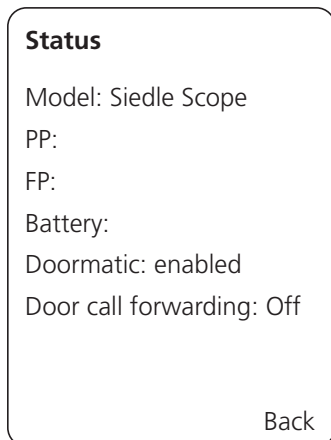 Status
Model: Siedle Scope
PP:
FP:
Battery:
Doormatic: enabled
Door call forwarding: Off
Back